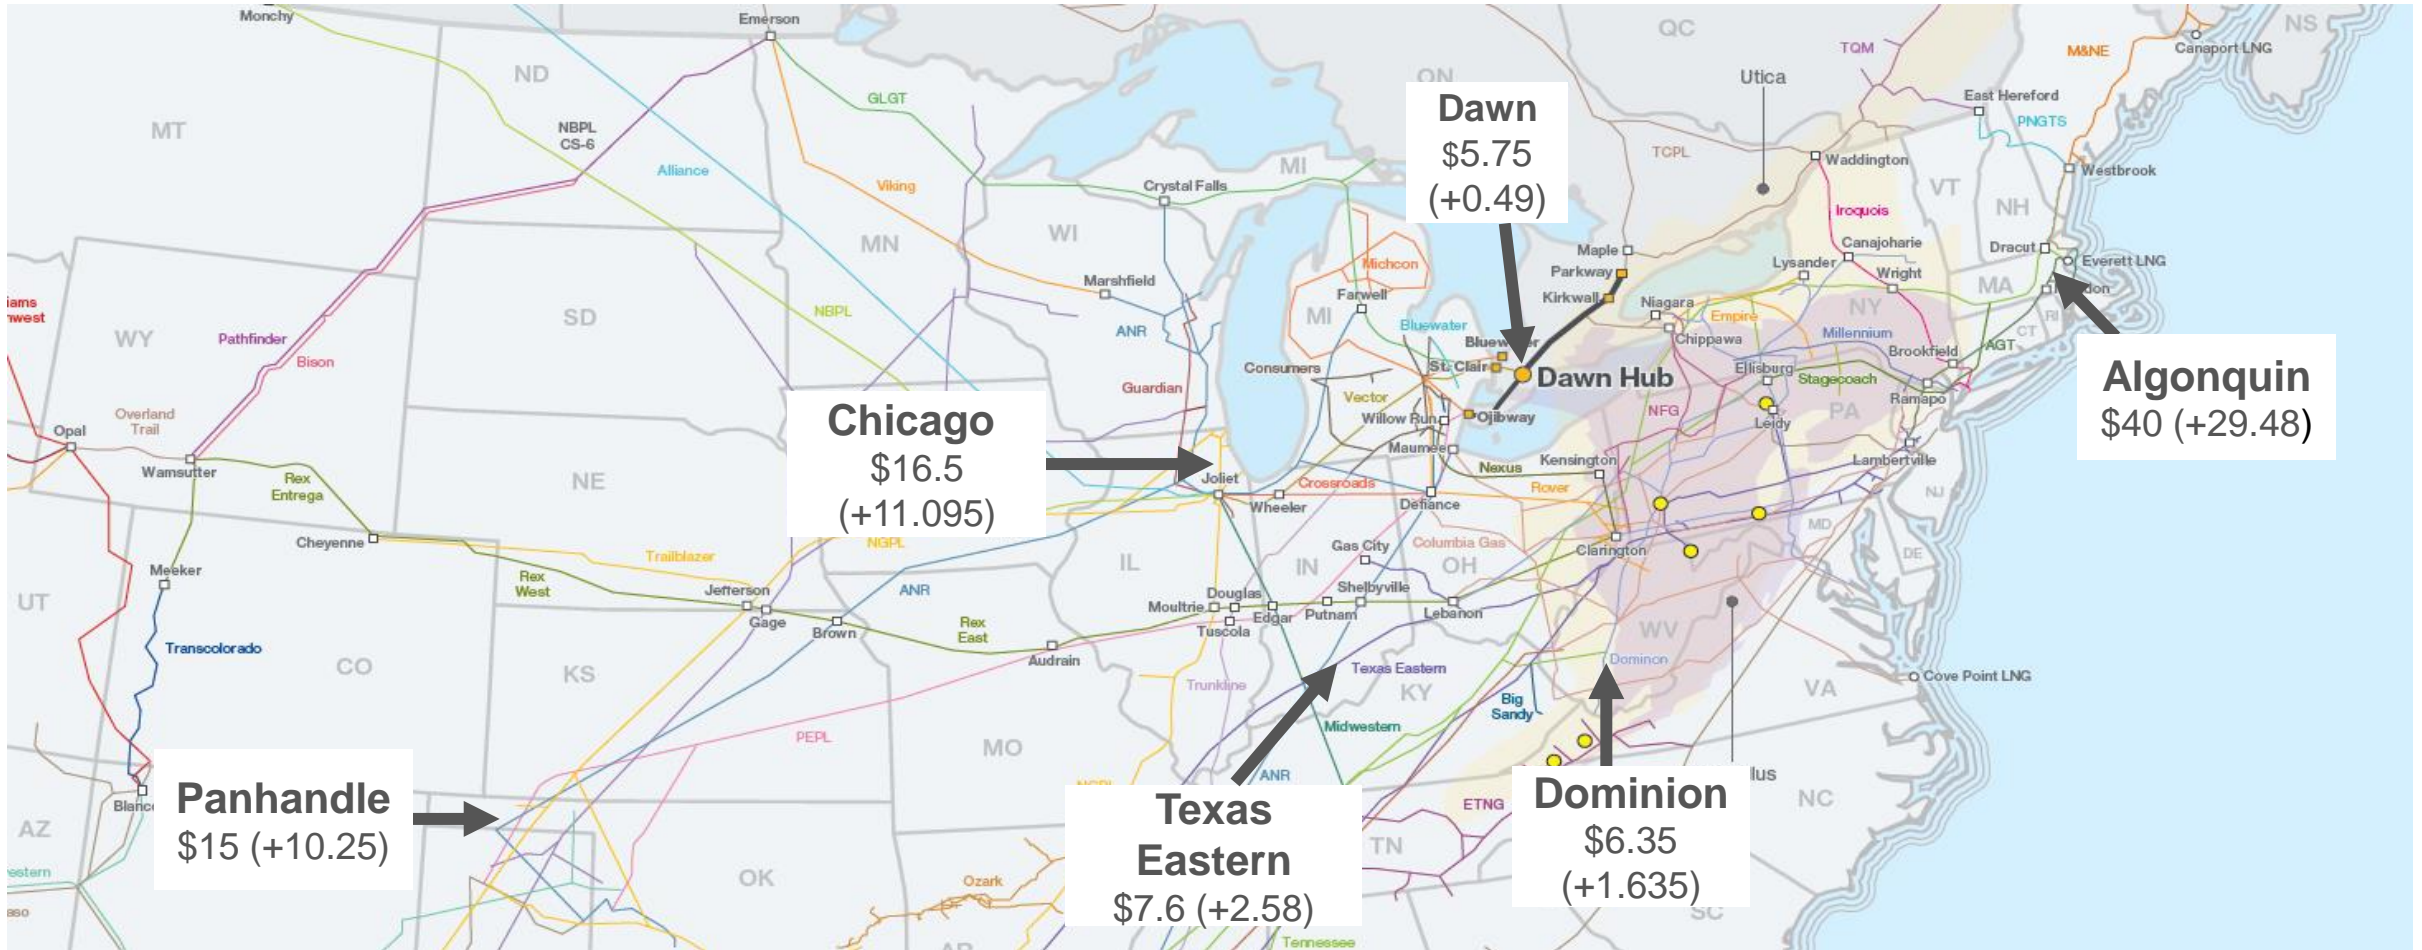 Monchy
Emerson
QC
NS
ND
TQM
M&NE
Canaport LNG
ON
Utica
GLGT
East Hereford
MT
NBPL
CS-6
PNGTS
Dawn
$5.75
(+0.49)
Alliance
Viking
Crystal Falls
MI
TCPL
Waddington
Westbrook
VT
NH
Iroquois
MN
WI
Maple
Canajoharie
Dracut
Everett LNG
Michcon
Parkway
Lysander
Wright
Marshfield
Farwell
Kirkwall
Niagara
MA
SD
NBPL
ANR
MI
Bluewater
Empire
NY
RI
CT
WY
Pathfinder
Bison
Chippawa
Millennium
Brookfield
AGT
Consumers
St. Clair
Dawn Hub
Ellisburg
Stagecoach
Algonquin
$40 (+29.48)
Guardian
Vector
Willow Run
Ojibway
NFG
Leidy
PA
Ramapo
Overland
Trail
Opal
Chicago
$16.5
(+11.095)
Wamsutter
Rex
Entrega
NE
Joliet
Maumee
Nexus
Kensington
Lambertville
Crossroads
Rover
Wheeler
Defiance
NJ
MD
Cheyenne
Trailblazer
NGPL
Gas City
Columbia Gas
Clarington
DE
Meeker
Rex
West
IL
IN
OH
UT
Jefferson
ANR
Douglas
Shelbyville
Moultrie
Edgar
Putnam
Lebanon
Gage
Brown
Rex
East
Tuscola
WV
Transcolorado
CO
KS
Audrain
Trunkline
Texas Eastern
KY
Dominon
VA
Cove Point LNG
Big
Sandy
Midwestern
PEPL
MO
ANR
NC
Panhandle
$15 (+10.25)
Texas
Eastern
$7.6 (+2.58)
Dominion
$6.35
(+1.635)
ETNG
AZ
TN
OK
Ozark
SC
Tennessee